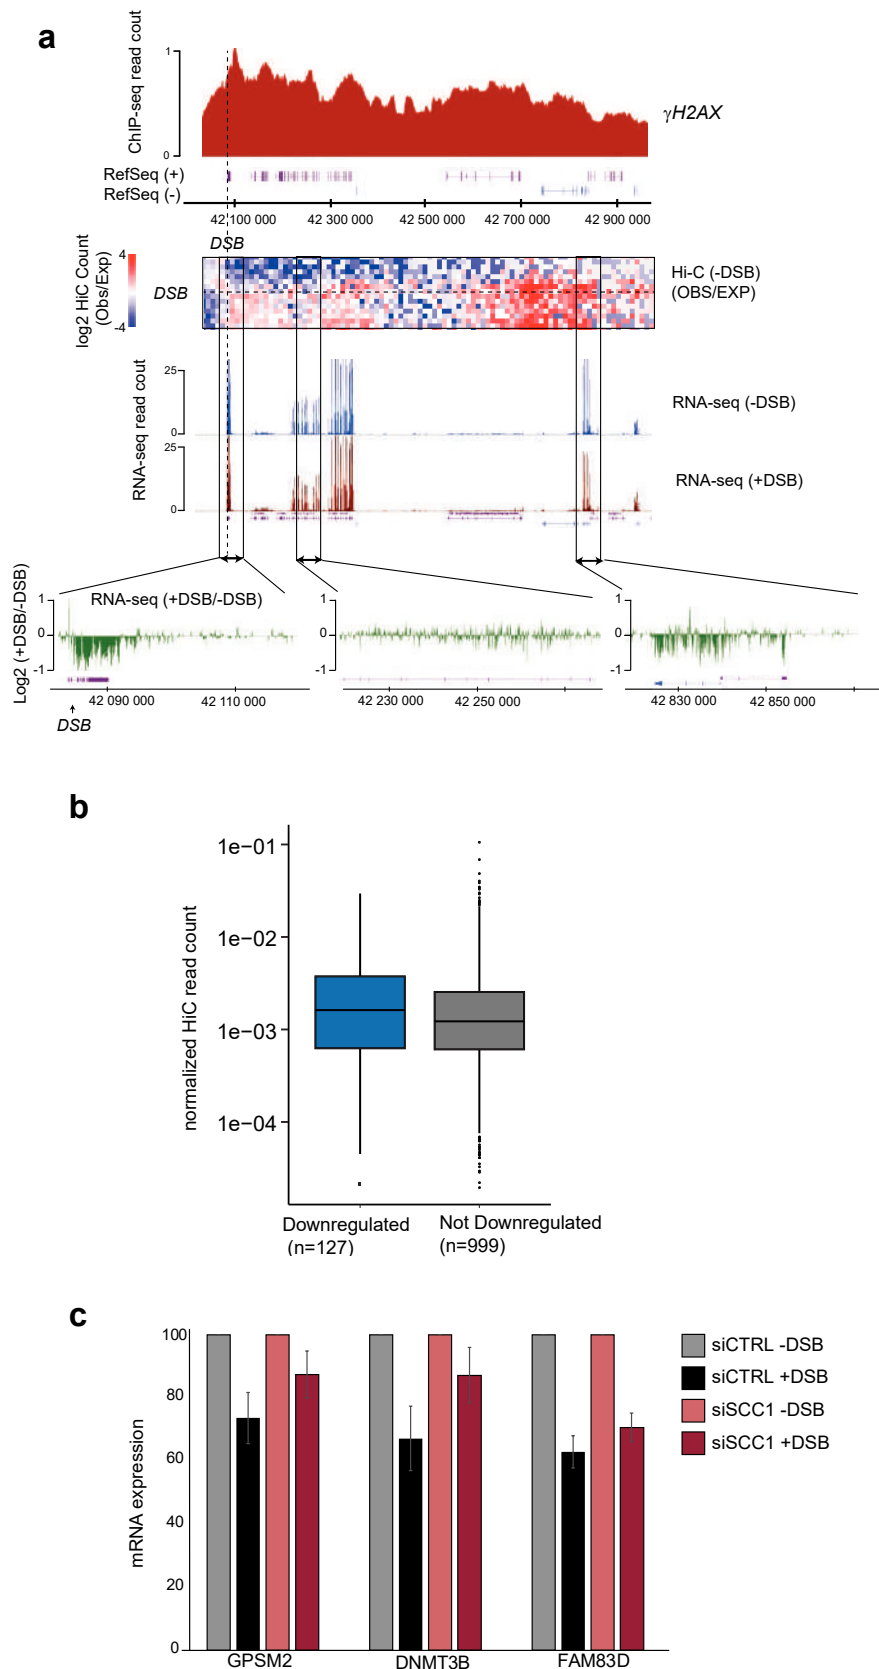 a
ChIP-seq read count
1
0
γH2AX
RefSeq (+)
RefSeq (-)
42 100 000 42 300 000 42 500 000 42 700 000 42 900 000
DSB
log2 HiC Count
(Obs/Exp)
4
-4
DSB
Hi-C (-DSB)
(OBS/EXP)
RNA-seq read cout
25
0
RNA-seq (-DSB)
25
0
RNA-seq (+DSB)
Log2 (+DSB/-DSB)
RNA-seq (+DSB/-DSB)
1
0
-1
1
0
-1
1
0
-1
42 090 000 42 110 000
42 230 000 42 250 000
42 830 000 42 850 000
DSB
b
normalized HiC read count
1e−01
1e−02
1e−03
1e−04
Downregulated
(n=127)
Not Downregulated
(n=999)
c
mRNA expression
100
80
60
40
20
0
GPSM2
DNMT3B
FAM83D
siCTRL -DSB
siCTRL +DSB
siSCC1 -DSB
siSCC1 +DSB